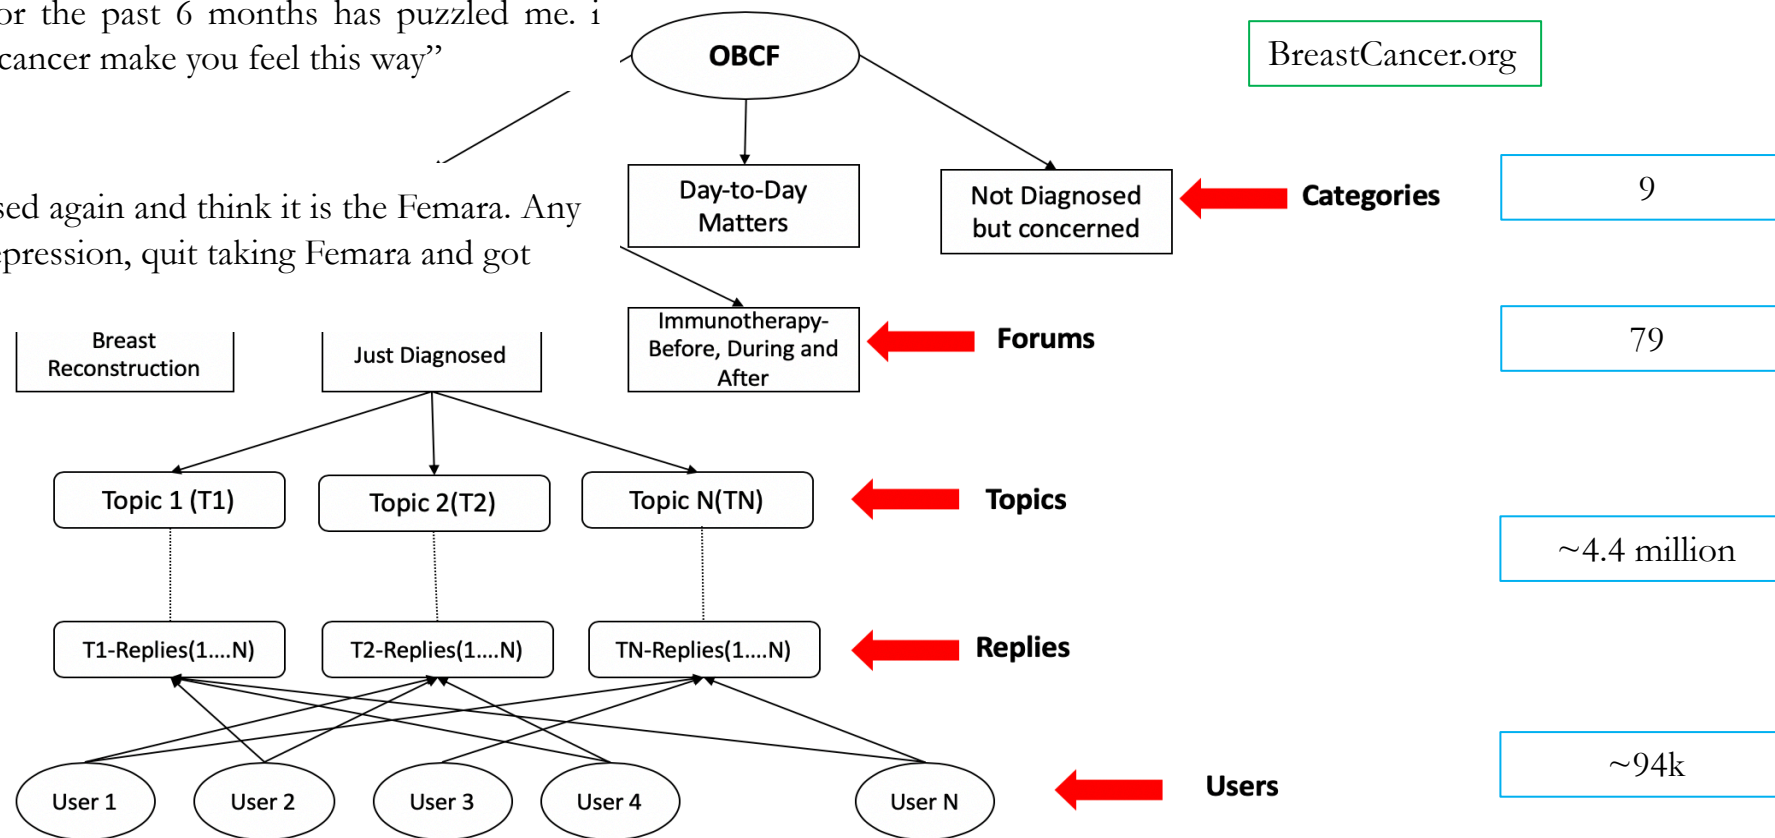 or the past 6 months has puzzled me. i
cancer make you feel this way”
OBCF
BreastCancer.org
Day-to-Day
Matters
Not Diagnosed
but concerned
Categories
9
sed again and think it is the Femara. Any
epression, quit taking Femara and got
Breast
Reconstruction
Just Diagnosed
Immunotherapy-
Before, During and
After
Forums
79
Topic 1 (T1)
Topic 2(T2)
Topic N(TN)
Topics
~4.4 million
T1-Replies(1....N)
T2-Replies(1....N)
TN-Replies(1....N)
Replies
User 1
User 2
User 3
User 4
User N
Users
~94k